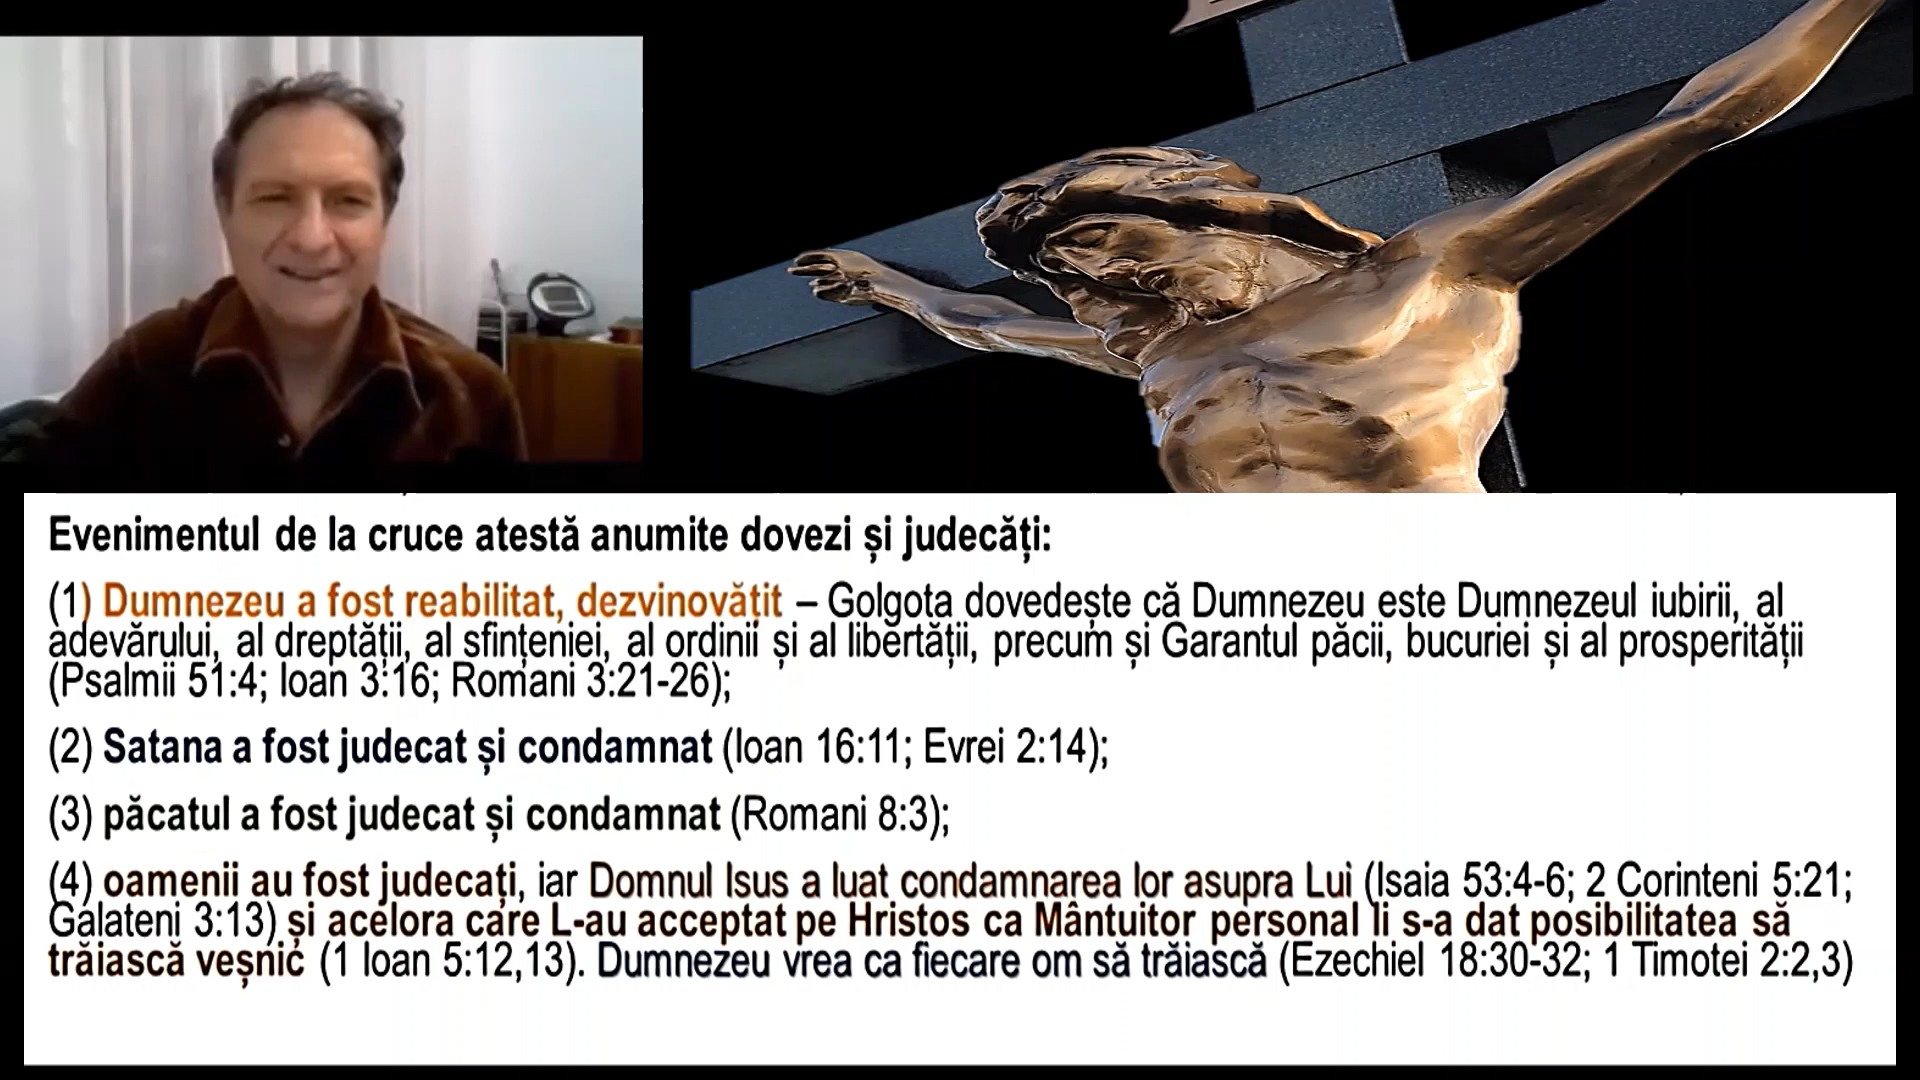 Evenimentul de la cruce atestă anumite dovezi și judecăți:
(1) Dumnezeu a fost reabilitat, dezvinovățit – Golgota dovedește că Dumnezeu este Dumnezeul iubirii, al
adevărului, al dreptății, al sfințeniei, al ordinii și al libertății, precum și Garantul păcii, bucuriei și al prosperității
(Psalmii 51:4; Ioan 3:16; Romani 3:21-26);
(2) Satana a fost judecat și condamnat (Ioan 16:11; Evrei 2:14);
(3) păcatul a fost judecat și condamnat (Romani 8:3);
(4) oamenii au fost judecați, iar Domnul Isus a luat condamnarea lor asupra Lui (Isaia 53:4-6; 2 Corinteni 5:21;
Galateni 3:13) și acelora care L-au acceptat pe Hristos ca Mântuitor personal li s-a dat posibilitatea să
trăiască veșnic (1 Ioan 5:12,13). Dumnezeu vrea ca fiecare om să trăiască (Ezechiel 18:30-32; 1 Timotei 2:2,3)